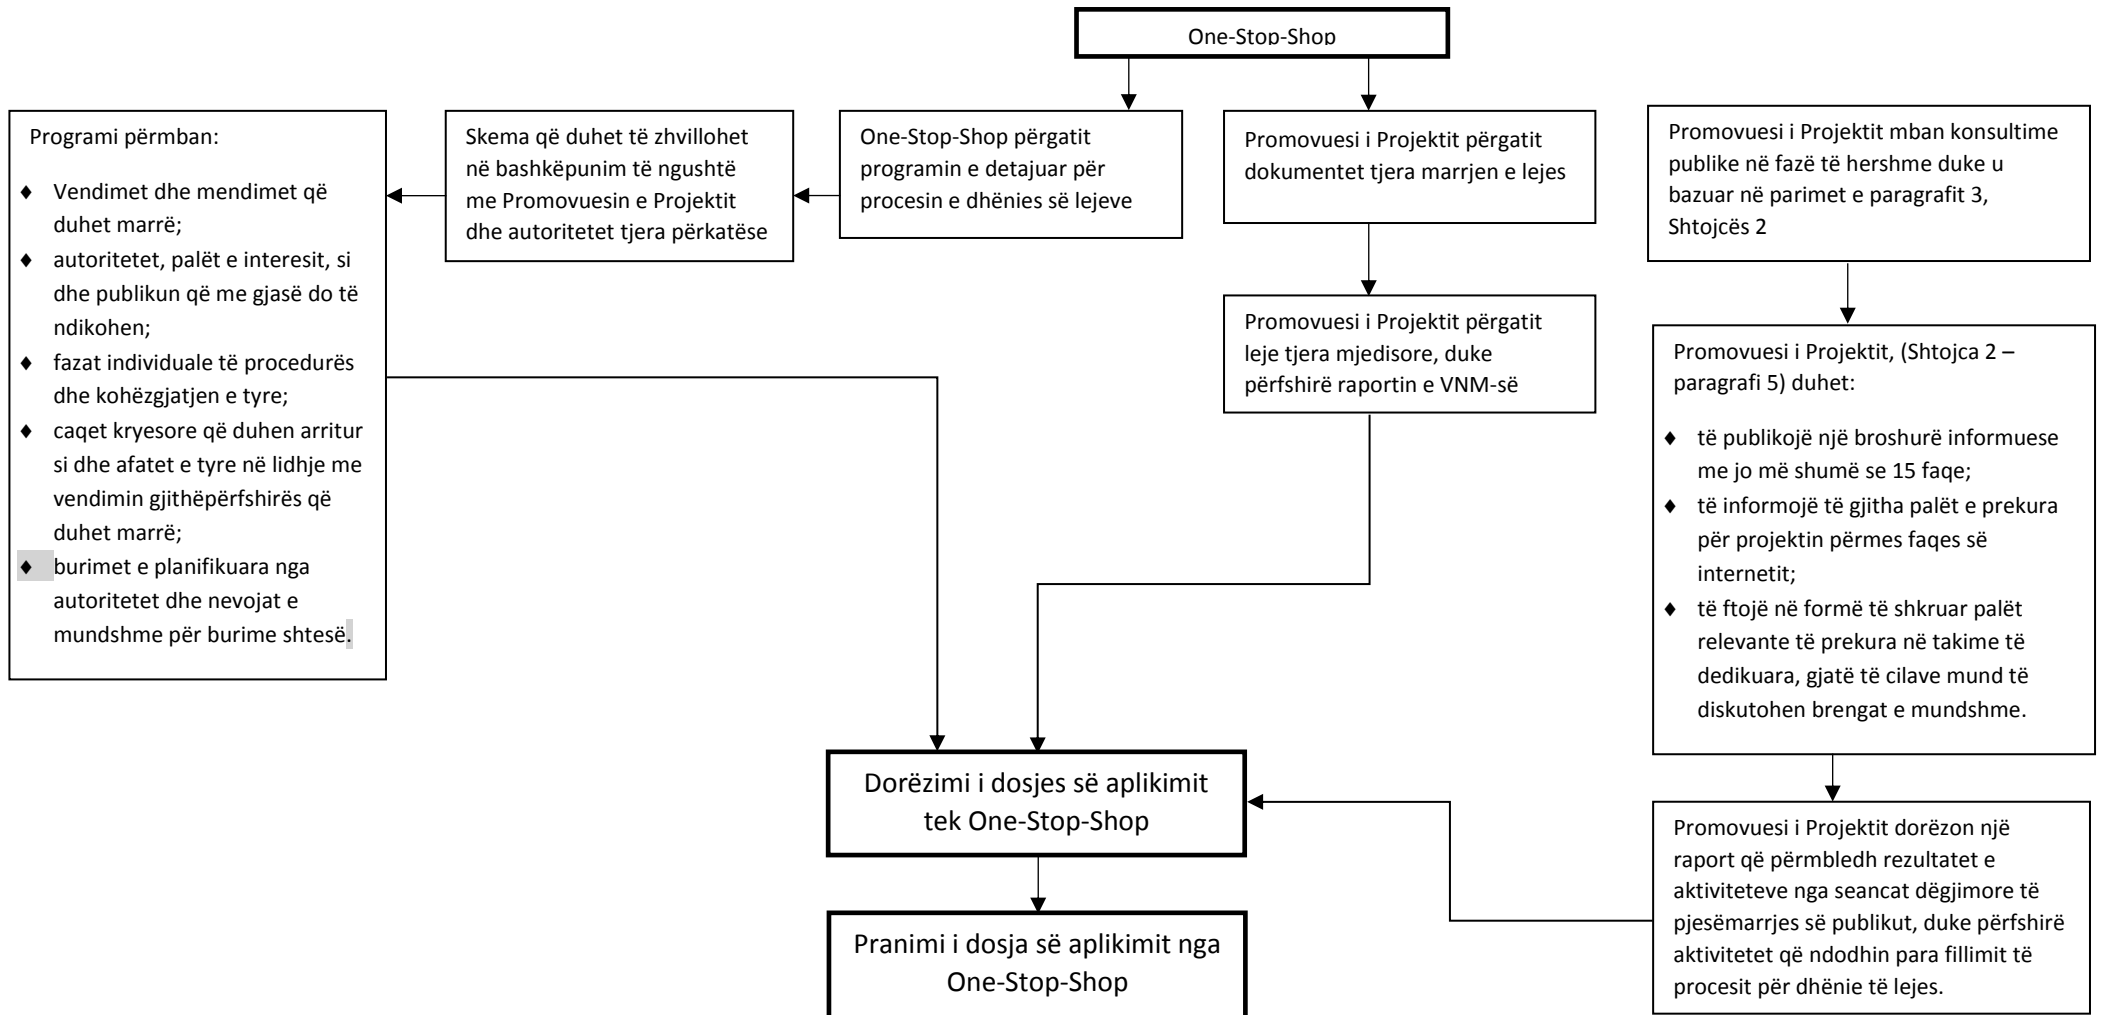 One-Stop-Shop
Programi përmban:
♦ Vendimet dhe mendimet që
duhet marrë;
♦ autoritetet, palët e interesit, si
dhe publikun që me gjasë do të
ndikohen;
♦ fazat individuale të procedurës
dhe kohëzgjatjen e tyre;
♦ caqet kryesore që duhen arritur
si dhe afatet e tyre në lidhje me
vendimin gjithëpërfshirës që
duhet marrë;
♦ burimet e planifikuara nga
autoritetet dhe nevojat e
mundshme për burime shtesë.
Skema që duhet të zhvillohet
në bashkëpunim të ngushtë
me Promovuesin e Projektit
dhe autoritetet tjera përkatëse
One-Stop-Shop përgatit
programin e detajuar për
procesin e dhënies së lejeve
Promovuesi i Projektit përgatit
dokumentet tjera marrjen e lejes
Promovuesi i Projektit përgatit
leje tjera mjedisore, duke
përfshirë raportin e VNM-së
Promovuesi i Projektit mban konsultime
publike në fazë të hershme duke u
bazuar në parimet e paragrafit 3,
Shtojcës 2
Promovuesi i Projektit, (Shtojca 2 –
paragrafi 5) duhet:
♦ të publikojë një broshurë informuese
me jo më shumë se 15 faqe;
♦ të informojë të gjitha palët e prekura
për projektin përmes faqes së
internetit;
♦ të ftojë në formë të shkruar palët
relevante të prekura në takime të
dedikuara, gjatë të cilave mund të
diskutohen brengat e mundshme.
Promovuesi i Projektit dorëzon një
raport që përmbledh rezultatet e
aktiviteteve nga seancat dëgjimore të
pjesëmarrjes së publikut, duke përfshirë
aktivitetet që ndodhin para fillimit të
procesit për dhënie të lejes.
Dorëzimi i dosjes së aplikimit
tek One-Stop-Shop
Pranimi i dosja së aplikimit nga
One-Stop-Shop